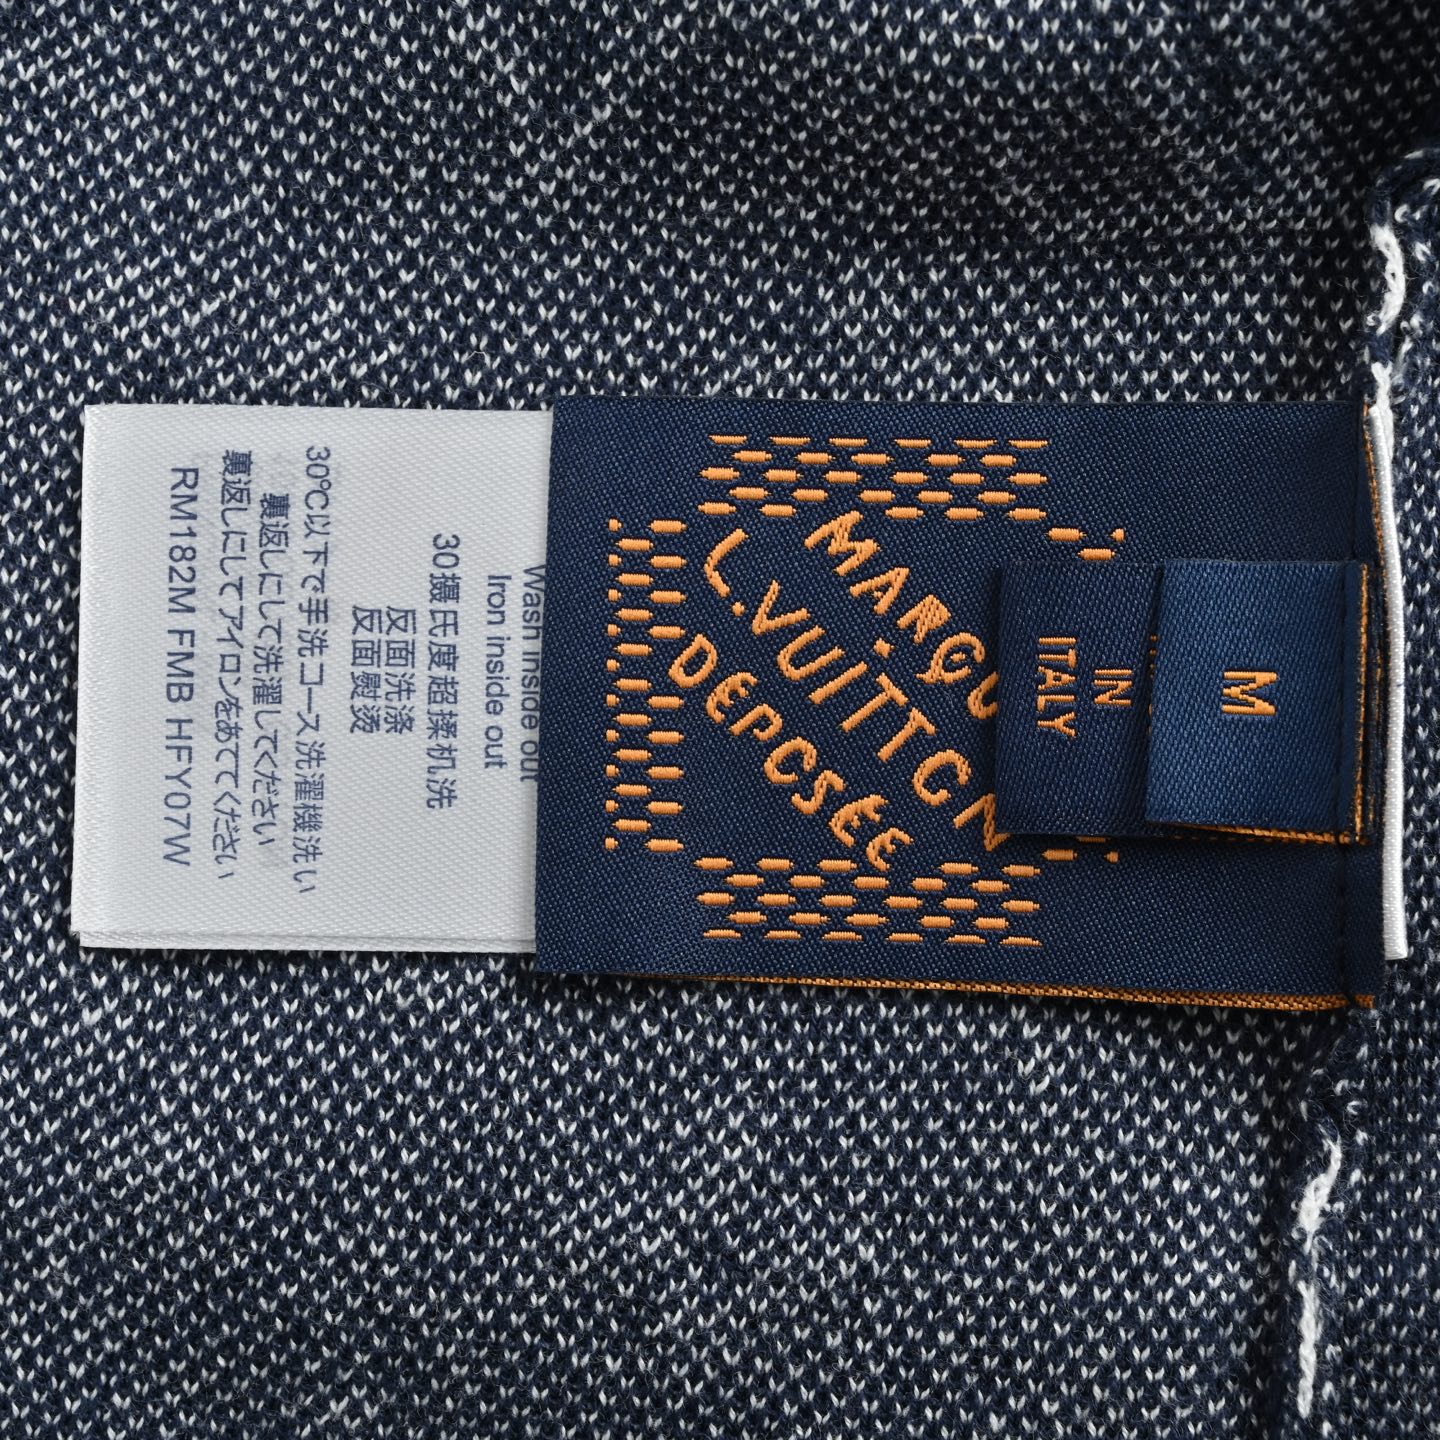 Wash inside out
Iron inside out
30摄氏度超揉机洗
反面洗涤
反面熨烫
30℃以下で手洗コース洗濯機洗い
裏返しにして洗濯してください
裏返しにしてアイロンをあててください
RM182M FMB HFY07W
L.VUITTON
DEPCSÉE
IN
ITALY
M